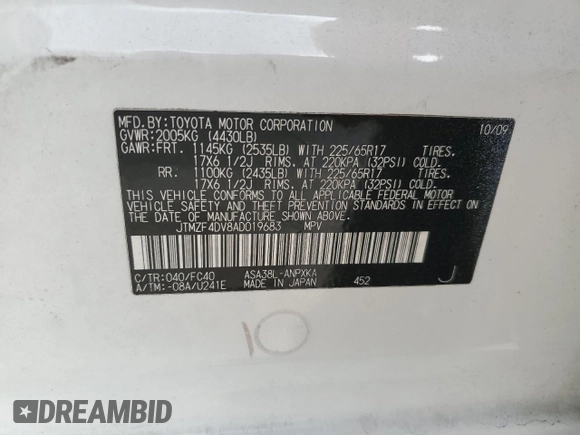 MFD. BY: TOYOTA MOTOR CORPORATION 10/09
GVWR: 2005KG (4430LB)
GAWR: FRT. 1145KG (2535LB) WITH 225/65R17 TIRES.
17X6 1/2J RIMS. AT 220KPA (32PSI) COLD.
RR. 1100KG (2435LB) WITH 225/65R17 TIRES.
17X6 1/2J RIMS. AT 220KPA (32PSI) COLD.
THIS VEHICLE CONFORMS TO ALL APPLICABLE FEDERAL MOTOR
VEHICLE SAFETY, BUMPER, AND THEFT PREVENTION STANDARDS
IN EFFECT ON THE DATE OF MANUFACTURE SHOWN ABOVE.
JTMZF4DV8AD019683 MPV
C/TR: 040/FC40 ASA38L-ANPXKA
A/TM: -08A/U241E MADE IN JAPAN 452 J
10
DREAMBID